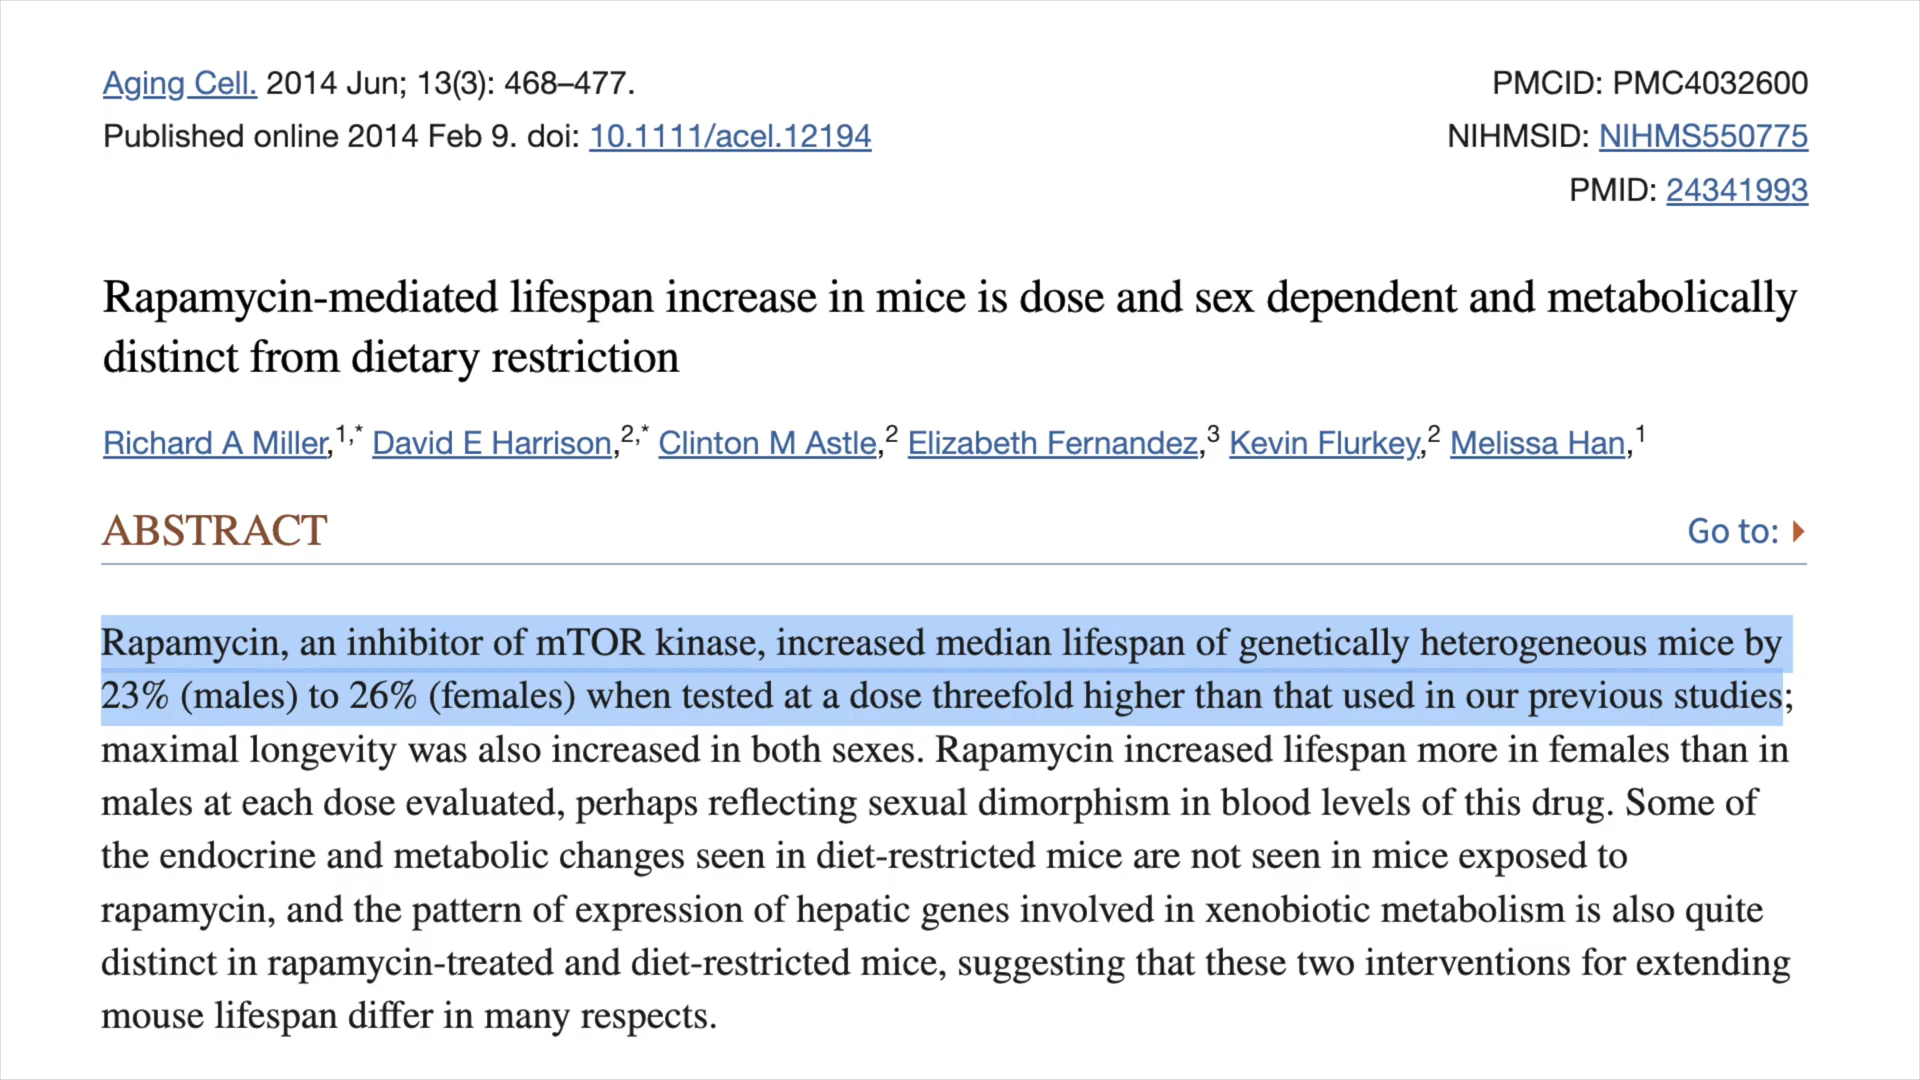 Aging Cell. 2014 Jun; 13(3): 468–477.
Published online 2014 Feb 9. doi: 10.1111/acel.12194
PMCID: PMC4032600
NIHMSID: NIHMS550775
PMID: 24341993
Rapamycin-mediated lifespan increase in mice is dose and sex dependent and metabolically
distinct from dietary restriction
Richard A Miller,1,* David E Harrison,2,* Clinton M Astle,2 Elizabeth Fernandez,3 Kevin Flurkey,2 Melissa Han,1
ABSTRACT
Go to:
Rapamycin, an inhibitor of mTOR kinase, increased median lifespan of genetically heterogeneous mice by
23% (males) to 26% (females) when tested at a dose threefold higher than that used in our previous studies;
maximal longevity was also increased in both sexes. Rapamycin increased lifespan more in females than in
males at each dose evaluated, perhaps reflecting sexual dimorphism in blood levels of this drug. Some of
the endocrine and metabolic changes seen in diet-restricted mice are not seen in mice exposed to
rapamycin, and the pattern of expression of hepatic genes involved in xenobiotic metabolism is also quite
distinct in rapamycin-treated and diet-restricted mice, suggesting that these two interventions for extending
mouse lifespan differ in many respects.